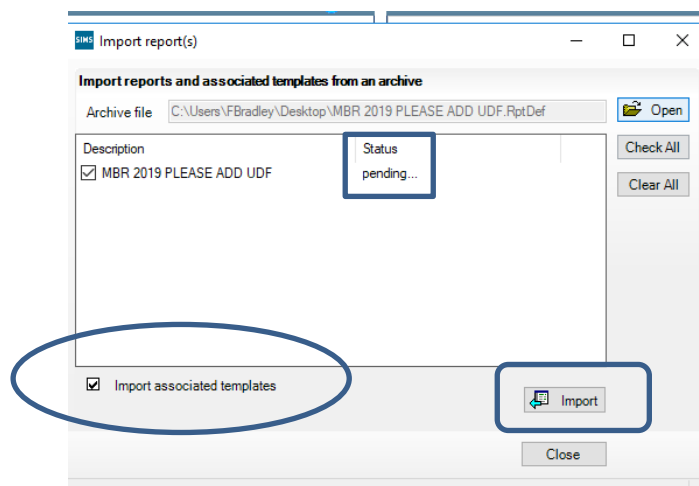 SIMS Import report(s)
Import reports and associated templates from an archive
Archive file C:\Users\FBradley\Desktop\MBR 2019 PLEASE ADD UDF.RptDef Open
Description Status Check All
MBR 2019 PLEASE ADD UDF pending...
Clear All
Import associated templates
Import
Close